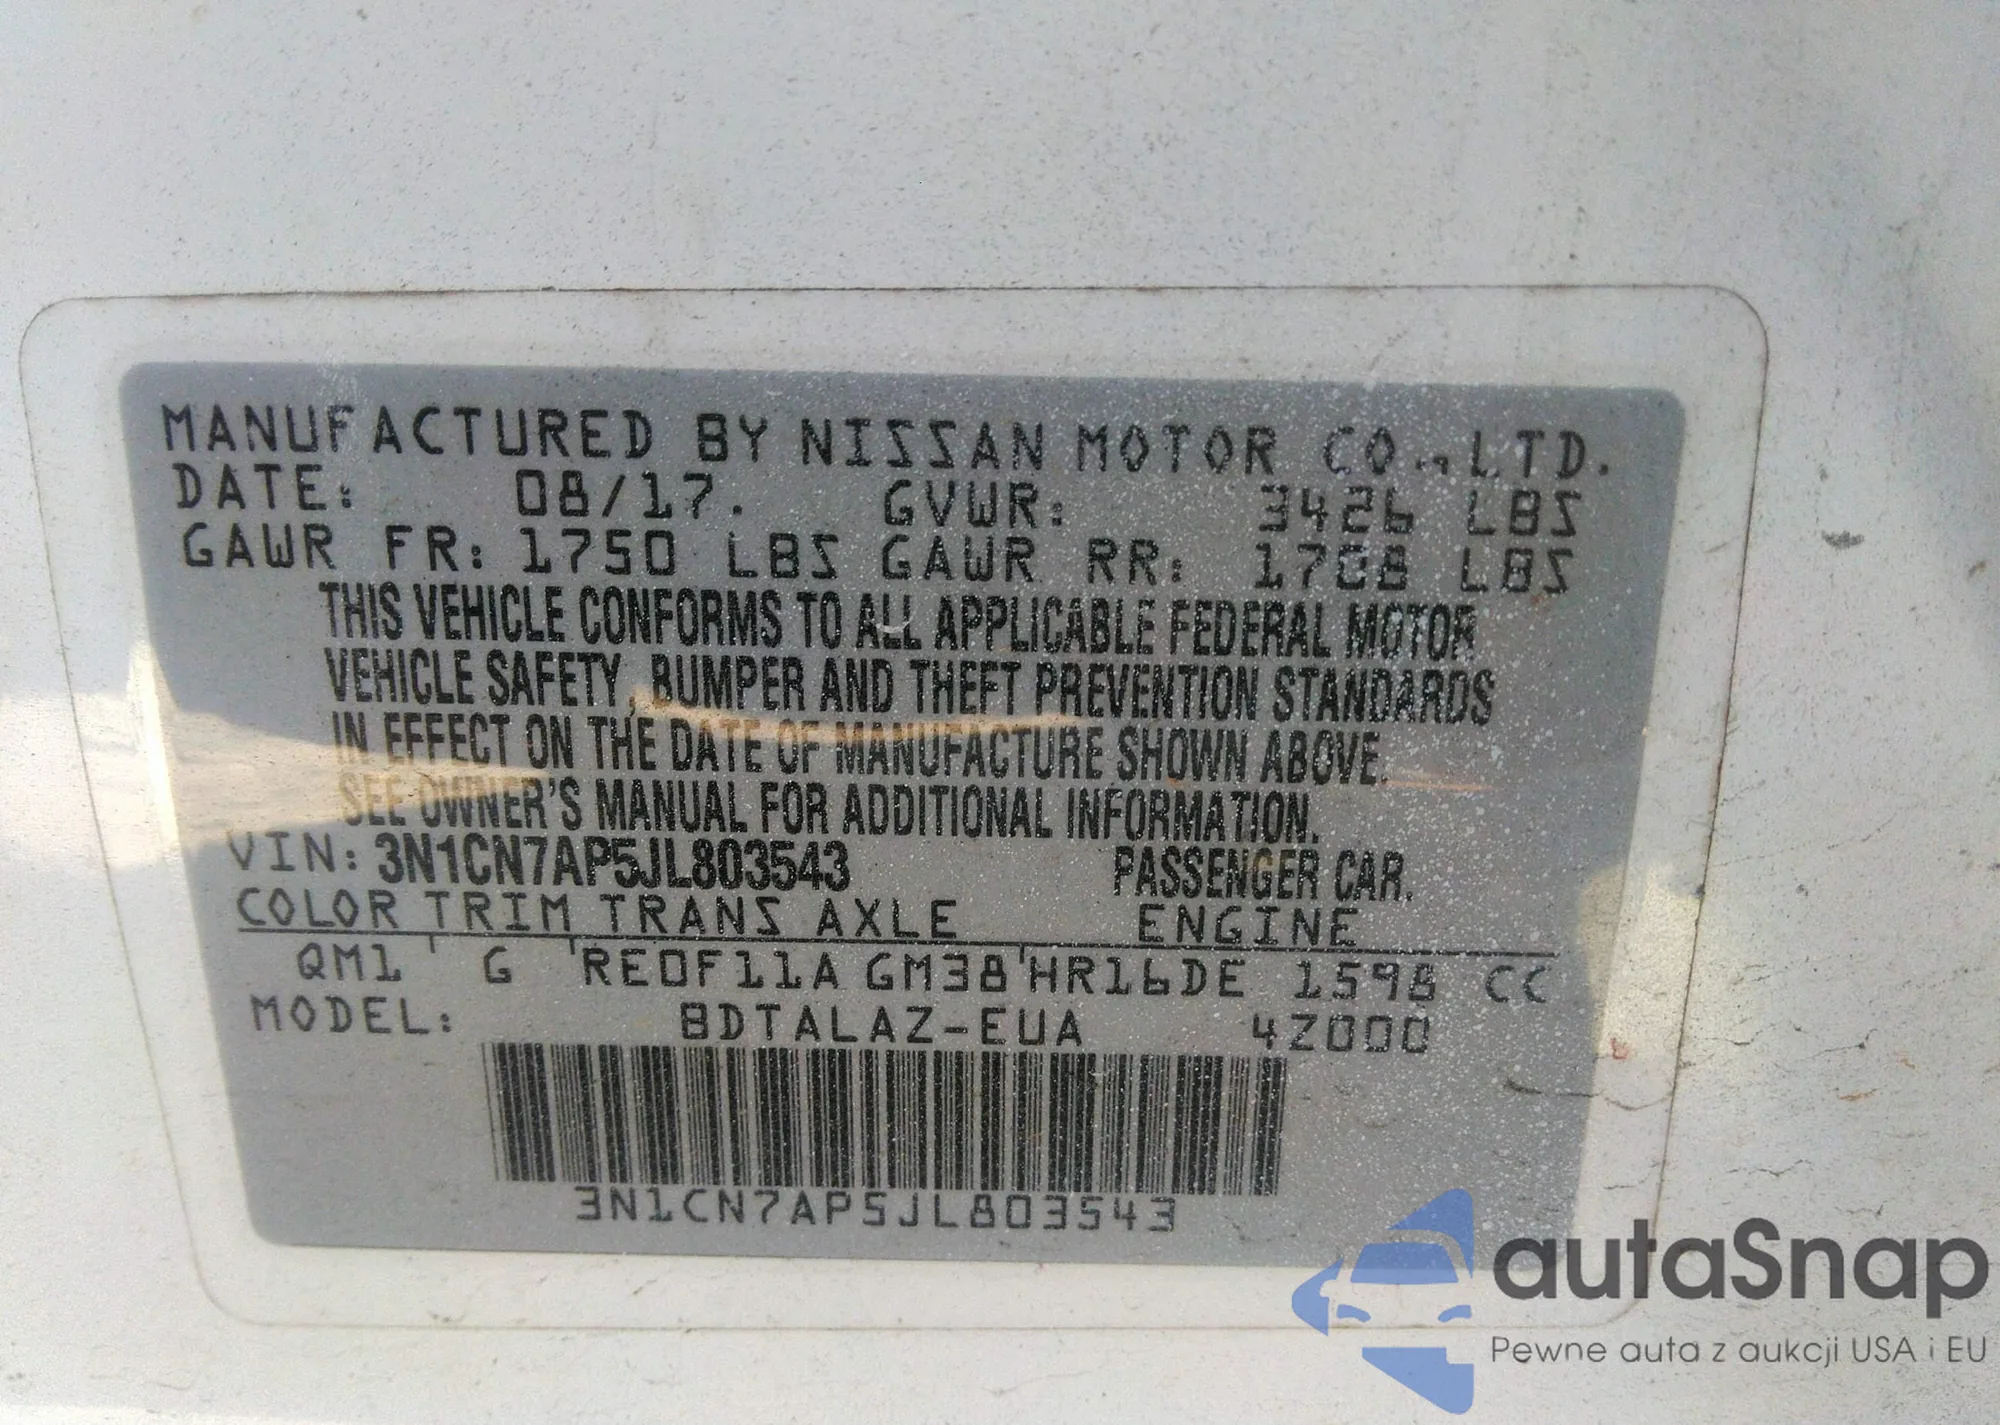 MANUFACTURED BY NISSAN MOTOR CO., LTD.
DATE: 08/17. GVWR: 3426 LBS
GAWR FR: 1750 LBS GAWR RR: 1708 LBS
THIS VEHICLE CONFORMS TO ALL APPLICABLE FEDERAL MOTOR
VEHICLE SAFETY, BUMPER AND THEFT PREVENTION STANDARDS
IN EFFECT ON THE DATE OF MANUFACTURE SHOWN ABOVE.
SEE OWNER'S MANUAL FOR ADDITIONAL INFORMATION.
VIN: 3N1CN7AP5JL803543 PASSENGER CAR.
COLOR TRIM TRANS AXLE ENGINE
QM1 G RE0F11A GM38 HR16DE 1598 CC
MODEL: BDTALAZ-EUA 4Z000
3N1CN7AP5JL803543
autaSnap
Pewne auta z aukcji USA i EU